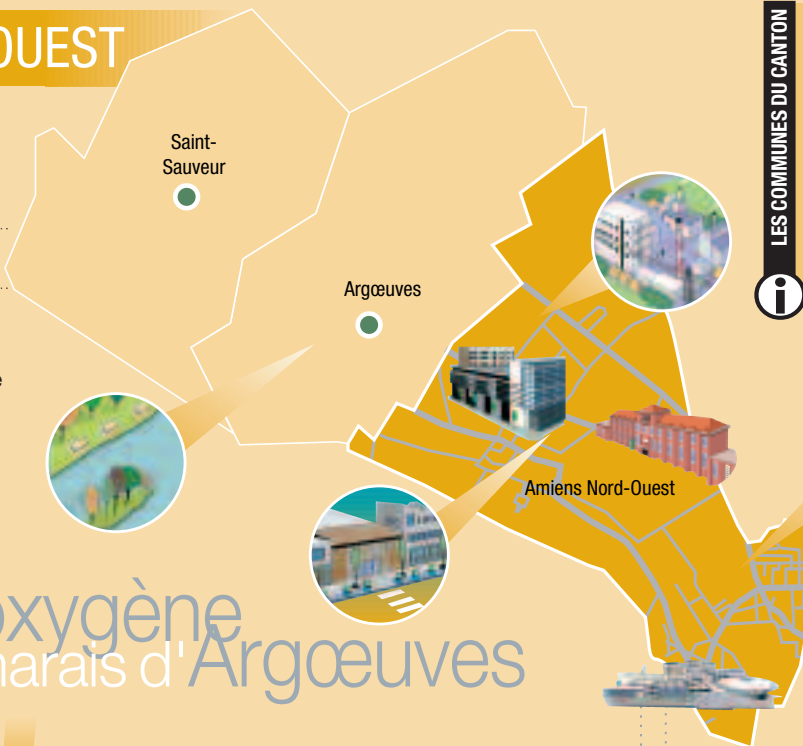 OUEST
LES COMMUNES DU CANTON
i
Saint-
Sauveur
Argœuves
Amiens Nord-Ouest
oxygène
marais d'Argœuves